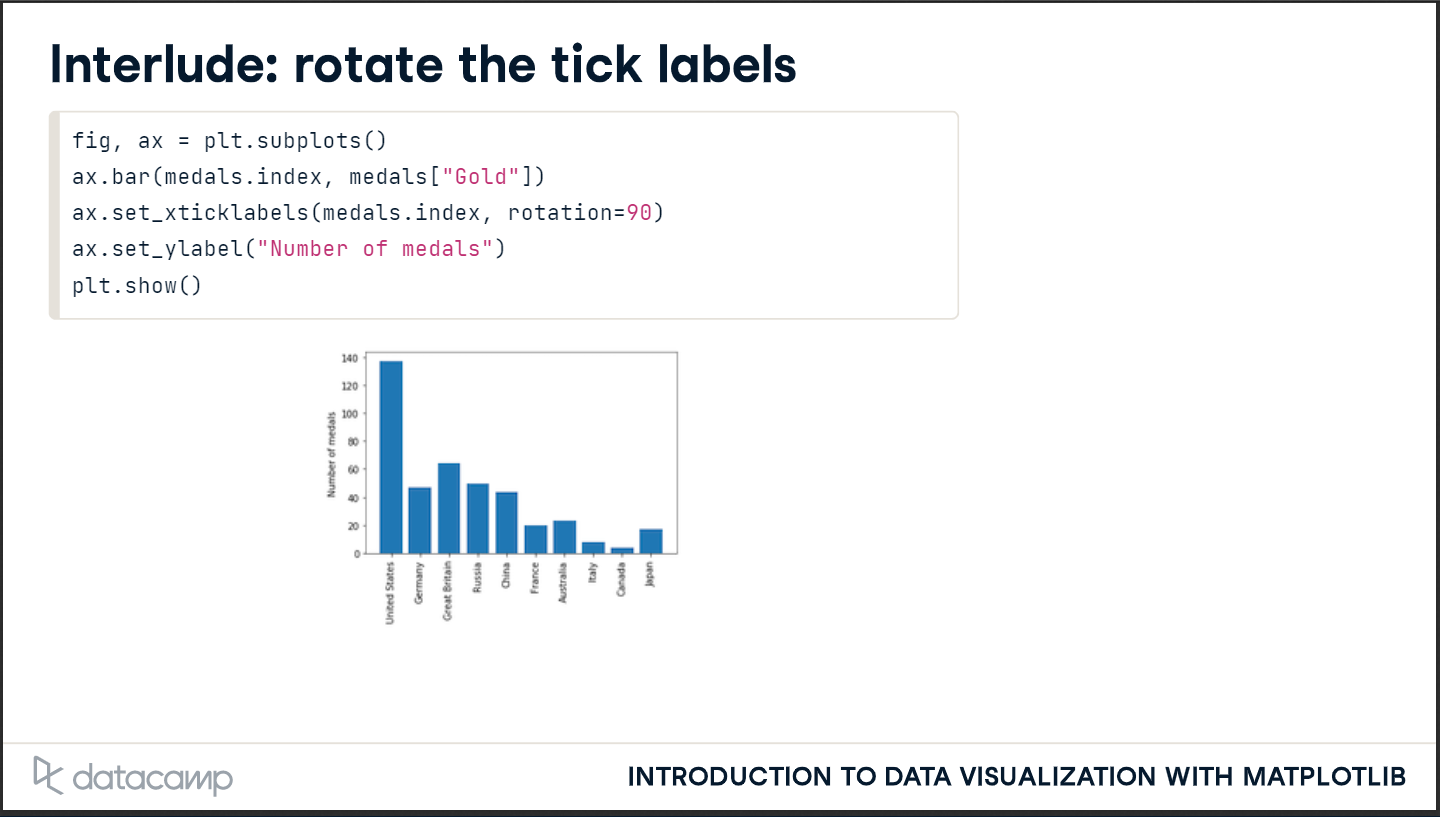 Interlude: rotate the tick labels
fig, ax = plt.subplots()
ax.bar(medals.index, medals["Gold"])
ax.set_xticklabels(medals.index, rotation=90)
ax.set_ylabel("Number of medals")
plt.show()
140
120
100
80
60
40
20
0
Number of medals
United States
Germany
Great Britain
Russia
China
France
Australia
Italy
Canada
Japan
datacamp
INTRODUCTION TO DATA VISUALIZATION WITH MATPLOTLIB